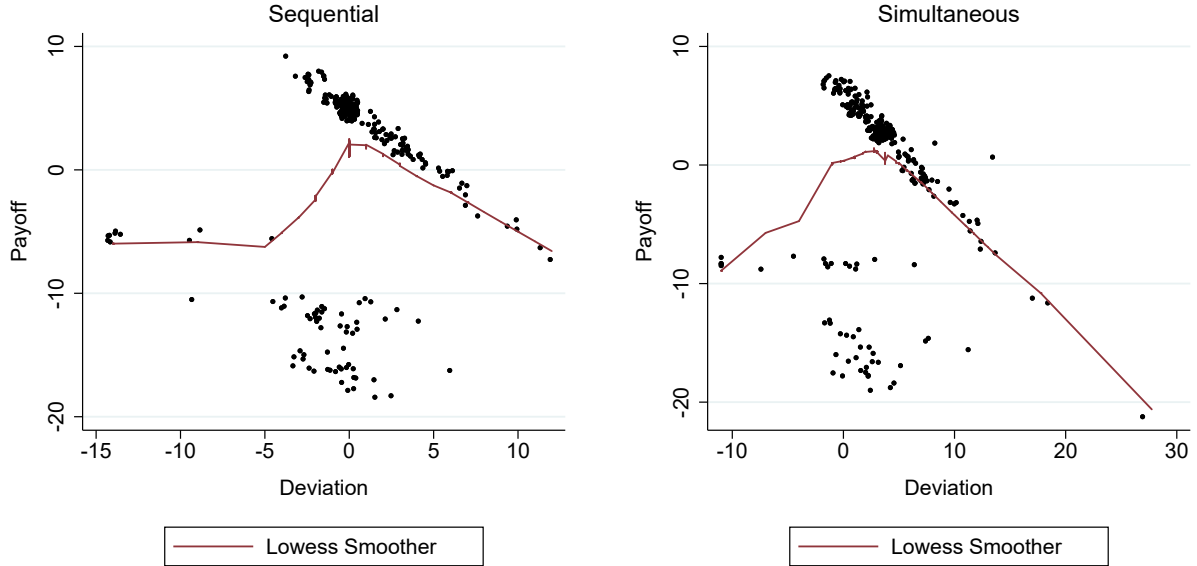 Sequential
Payoff
10
0
-10
-20
-15 -10 -5 0 5 10
Deviation
Lowess Smoother
Simultaneous
Payoff
10
0
-10
-20
-10 0 10 20 30
Deviation
Lowess Smoother